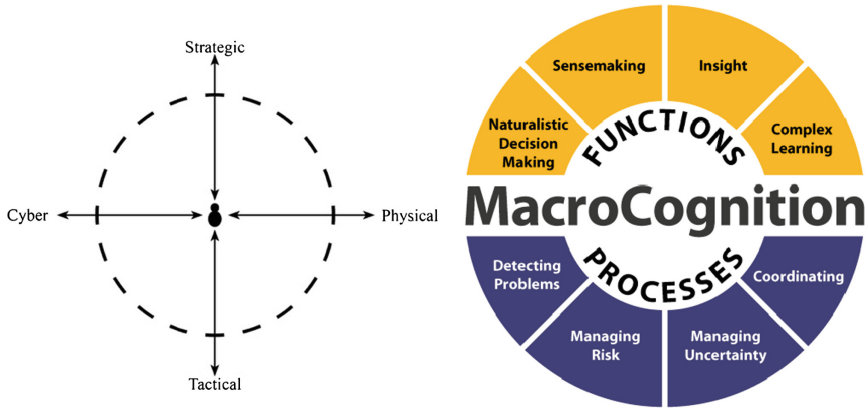 Strategic
Cyber
Physical
Tactical
Sensemaking
Insight
Naturalistic
Decision
Making
Complex
Learning
FUNCTIONS
MacroCognition
PROCESSES
Detecting
Problems
Coordinating
Managing
Risk
Managing
Uncertainty